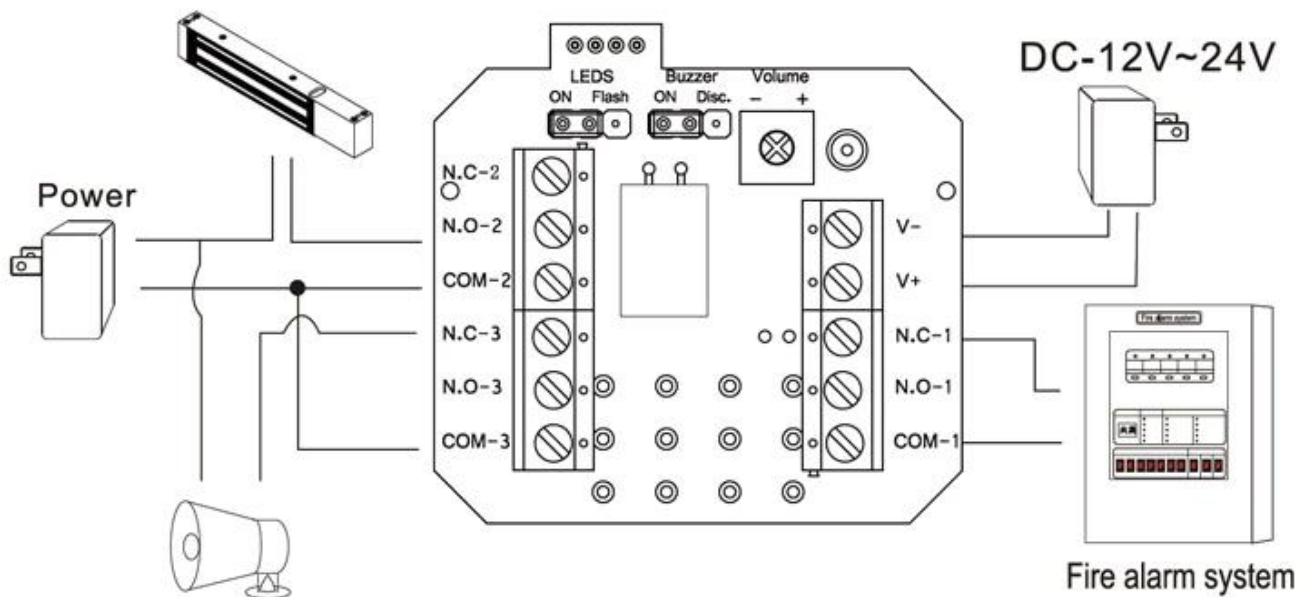 DC-12V~24V
LEDS Buzzer Volume
ON Flash ON Disc. - +
N.C-2
Power
N.O-2 V-
COM-2 V+
Fire alarm system
N.C-3 N.C-1
N.O-3 N.O-1
COM-3 COM-1
Fire alarm system